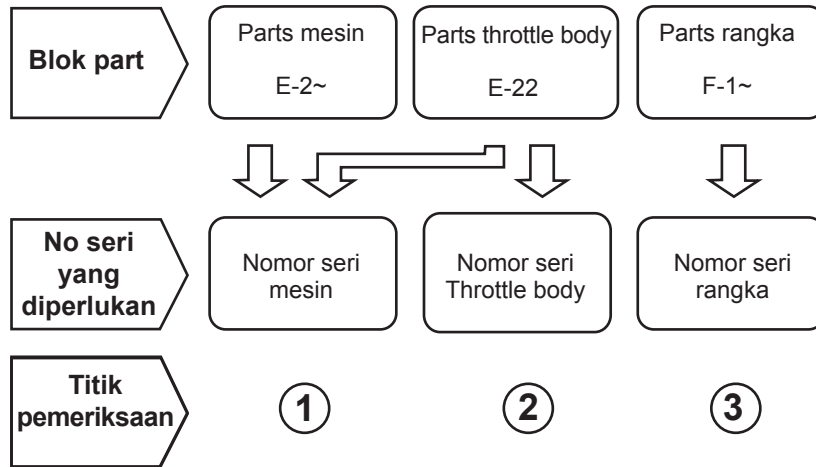 Blok part
Parts mesin
E-2~
Parts throttle body
E-22
Parts rangka
F-1~
No seri
yang
diperlukan
Nomor seri
mesin
Nomor seri
Throttle body
Nomor seri
rangka
Titik
pemeriksaan
1
2
3